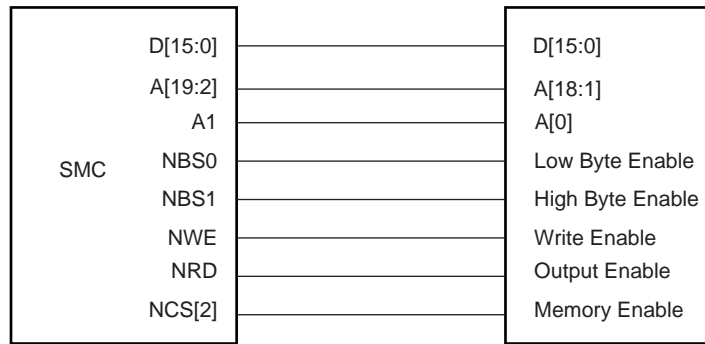 D[15:0] D[15:0]
A[19:2] A[18:1]
A1 A[0]
NBS0 Low Byte Enable
SMC
NBS1 High Byte Enable
NWE Write Enable
NRD Output Enable
NCS[2] Memory Enable